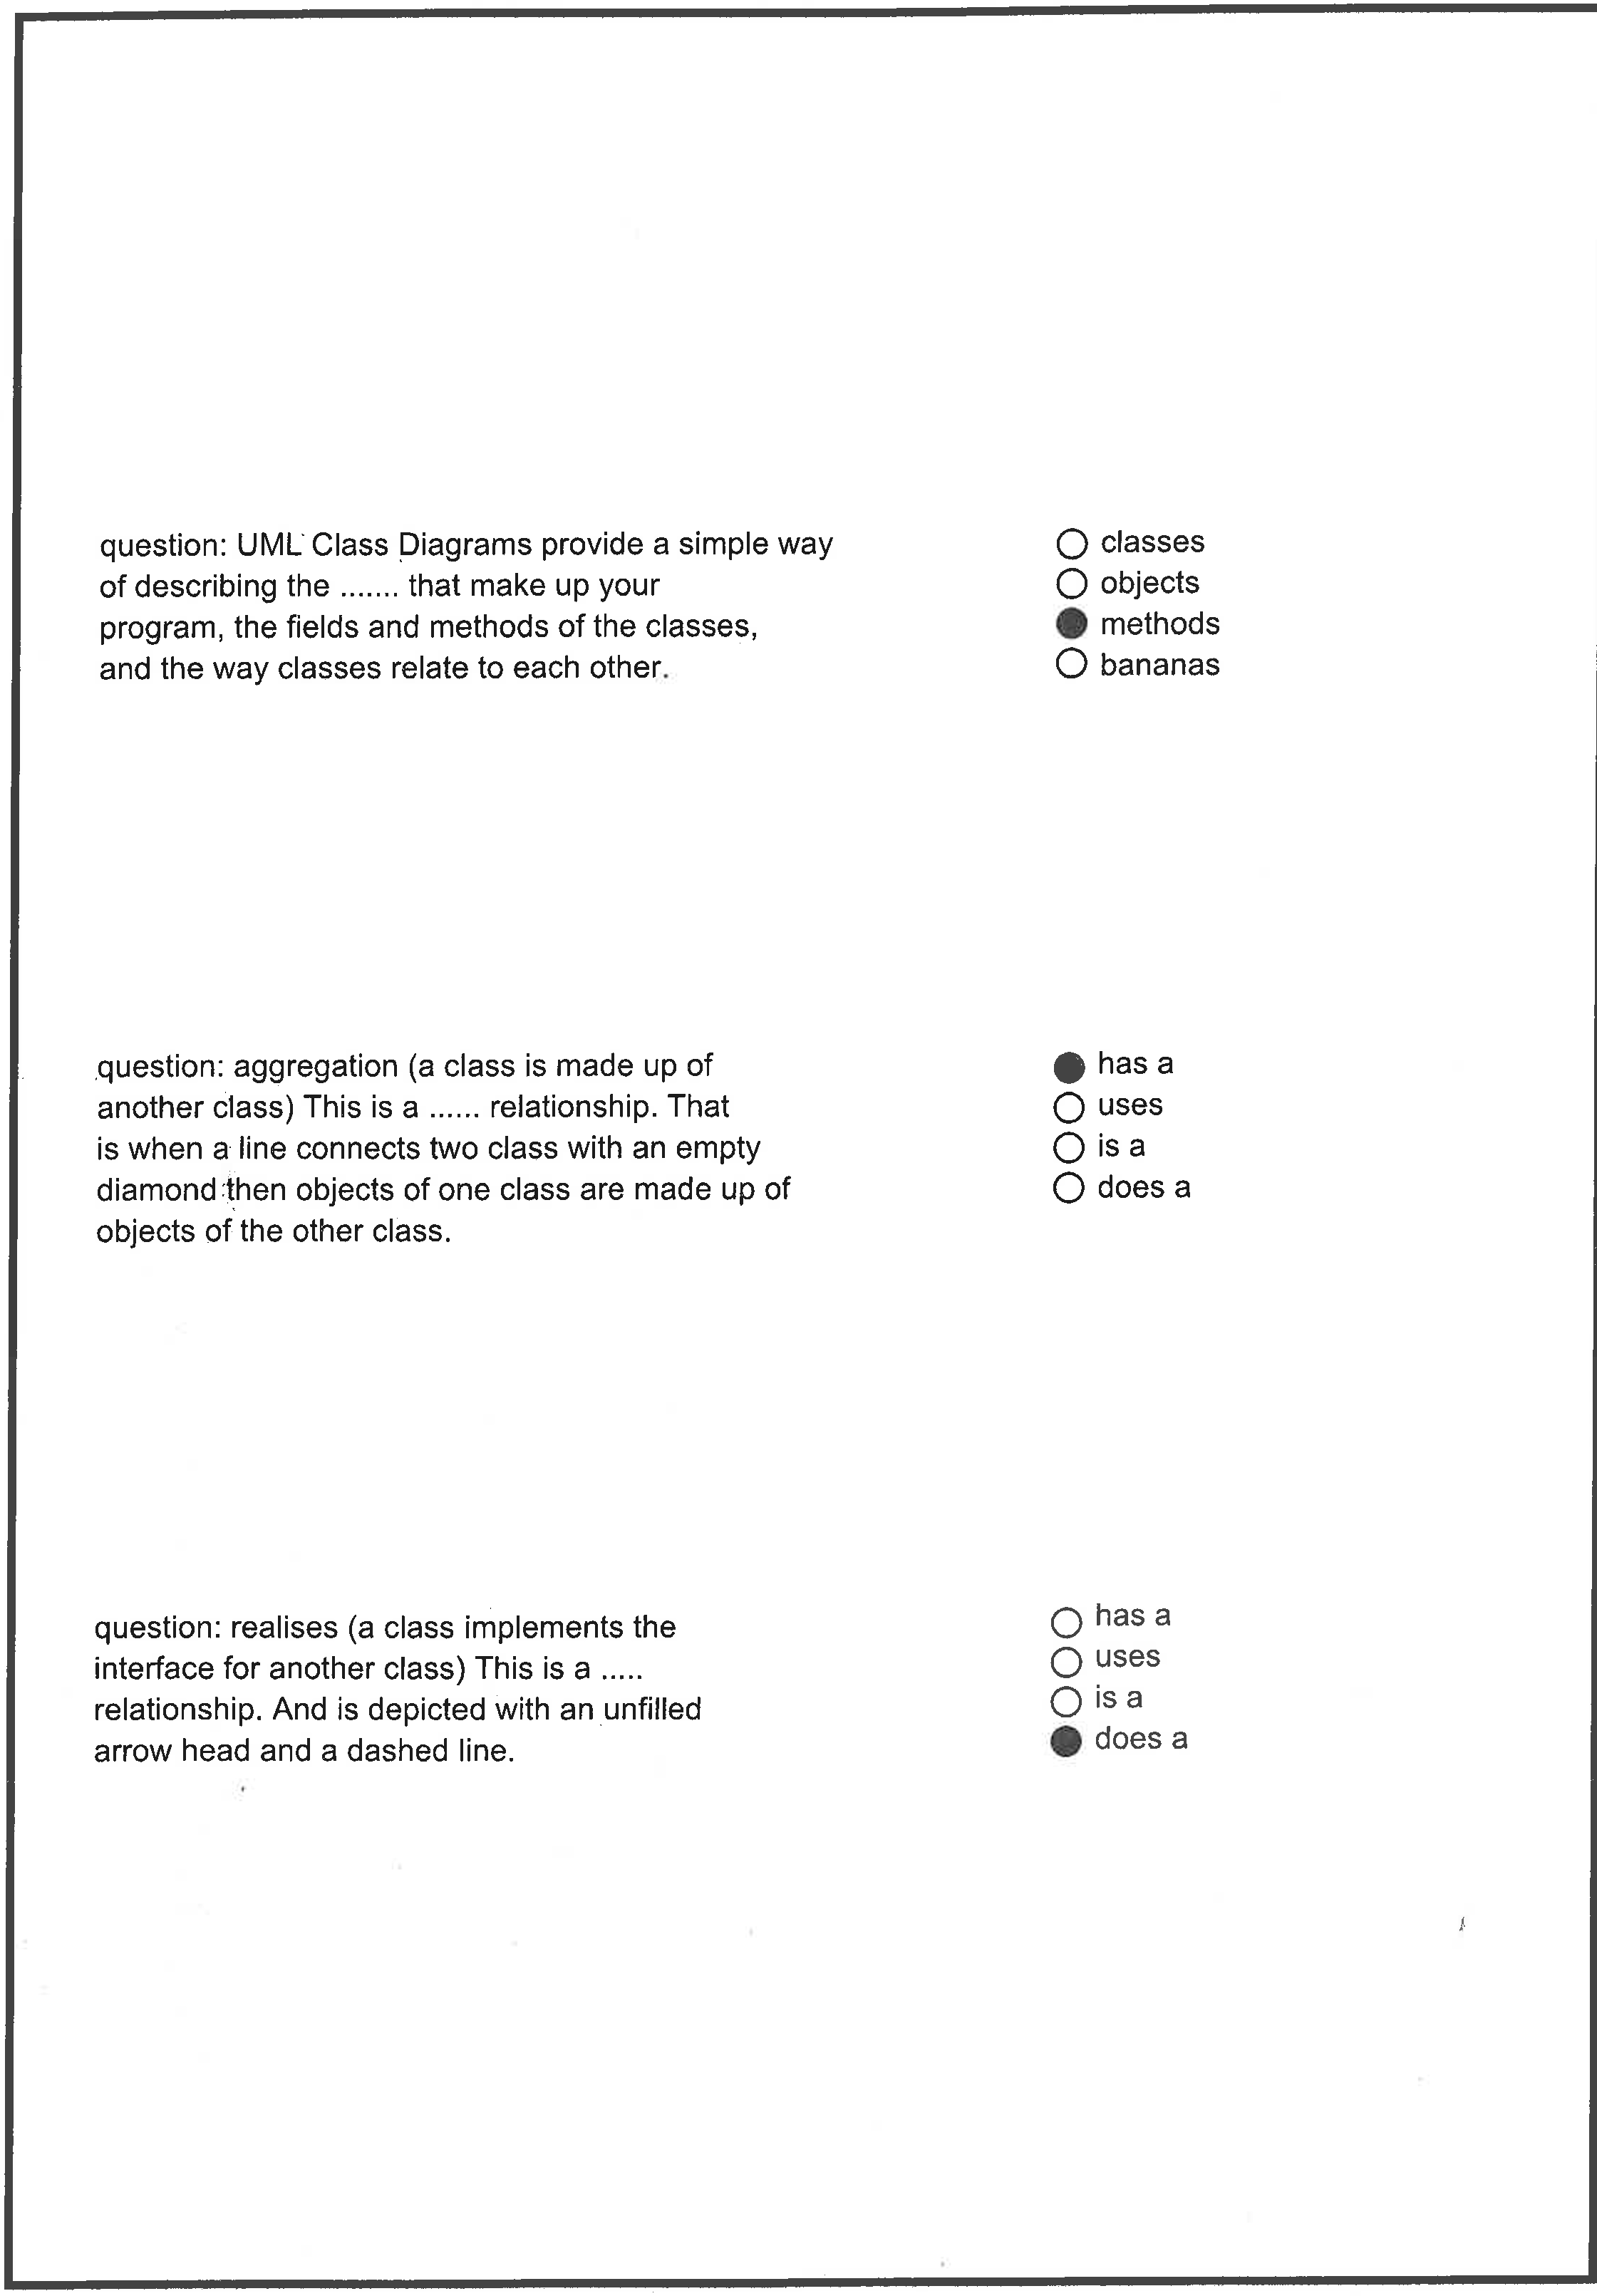 question: UML Class Diagrams provide a simple way
of describing the ....... that make up your
program, the fields and methods of the classes,
and the way classes relate to each other.
classes
objects
methods
bananas
question: aggregation (a class is made up of
another class) This is a ...... relationship. That
is when a line connects two class with an empty
diamond then objects of one class are made up of
objects of the other class.
has a
uses
is a
does a
question: realises (a class implements the
interface for another class) This is a .....
relationship. And is depicted with an unfilled
arrow head and a dashed line.
has a
uses
is a
does a